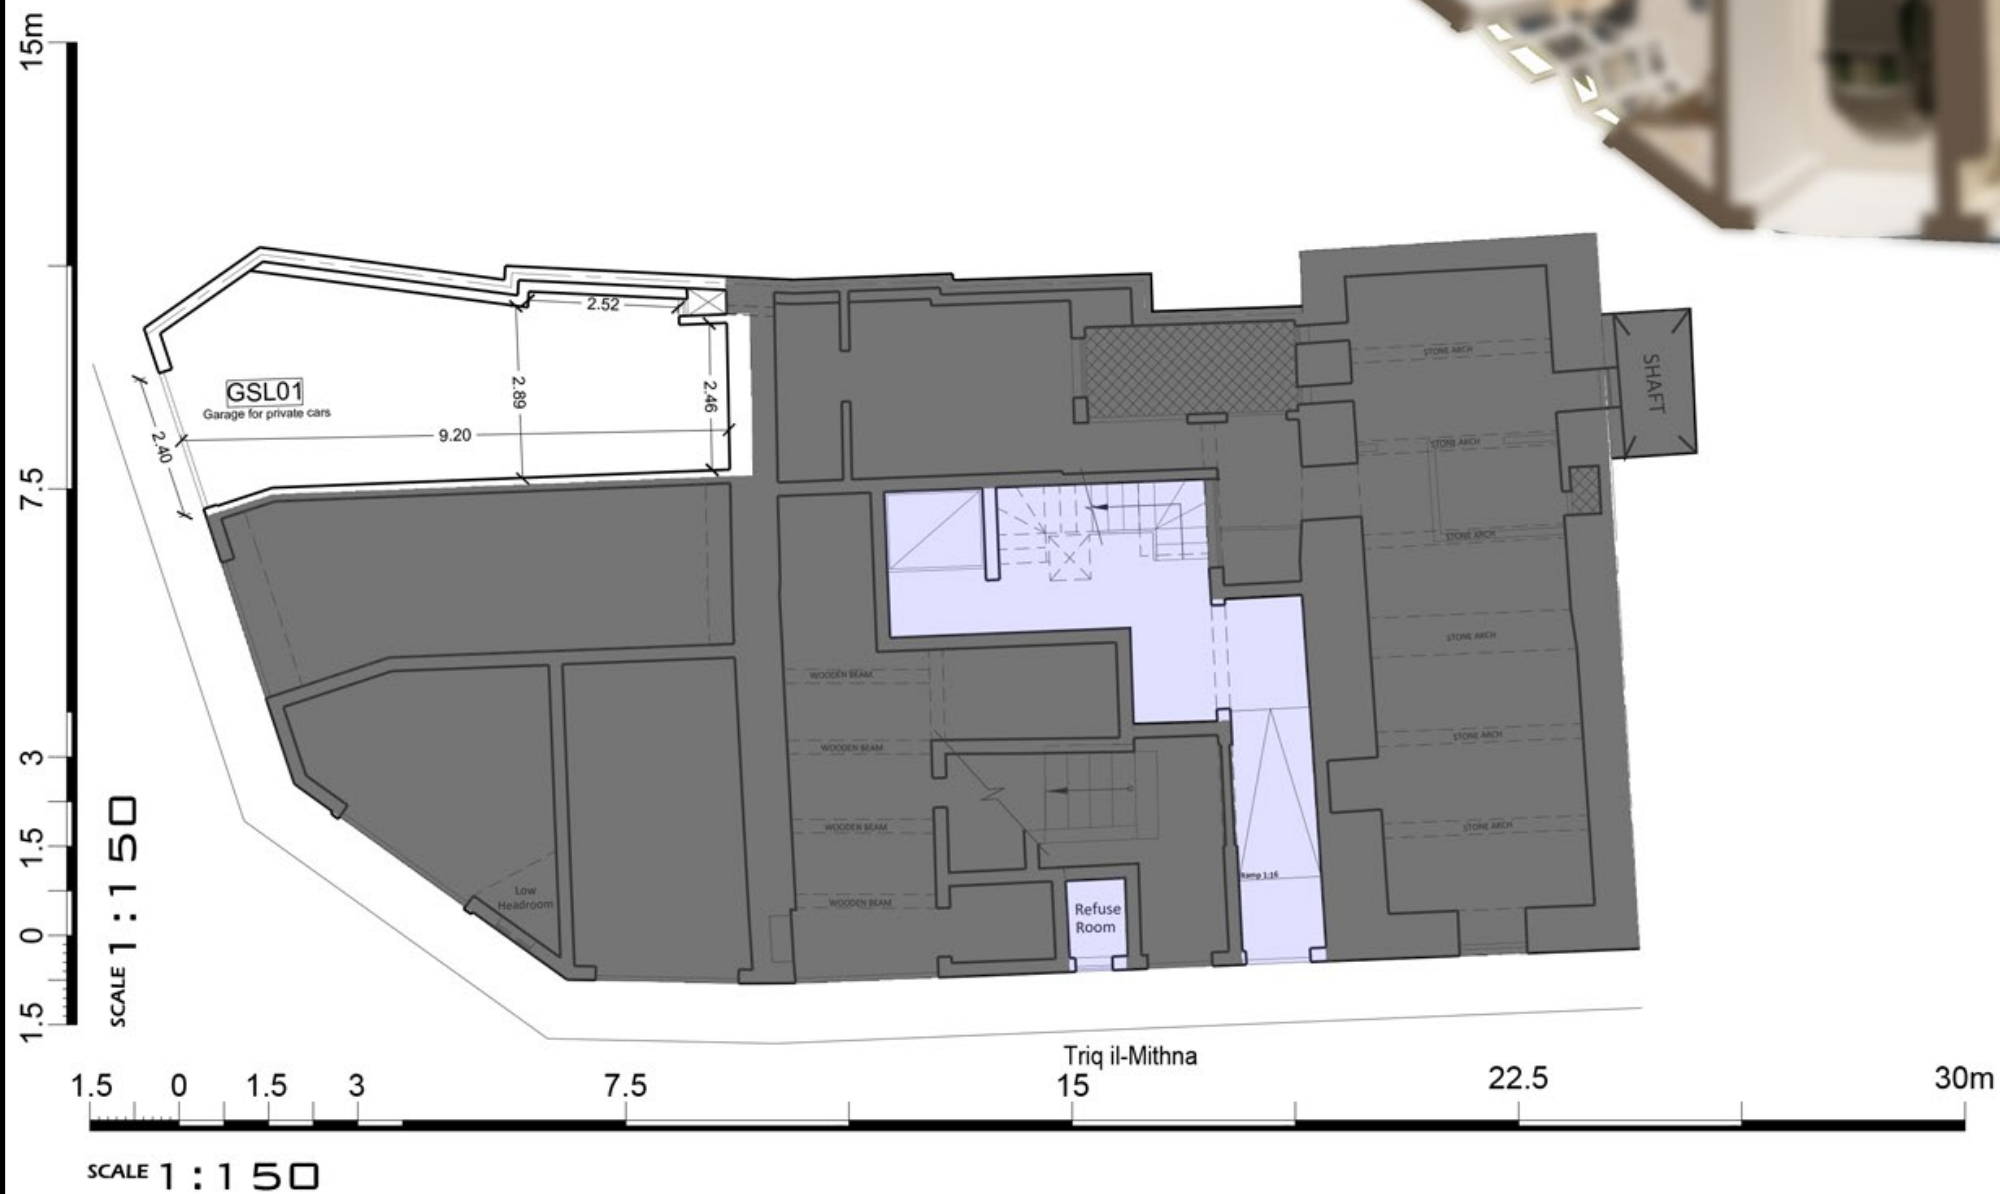 15m
7.5
3
1.5
0
1.5
SCALE 1:150
GSL01
Garage for private cars
2.52
2.89
2.46
9.20
2.40
SHAFT
STONE ARCH
STONE ARCH
STONE ARCH
STONE ARCH
STONE ARCH
STONE ARCH
WOODEN BEAM
WOODEN BEAM
WOODEN BEAM
WOODEN BEAM
Low
Headroom
Refuse
Room
Ramp 1:16
Triq il-Mithna
1.5 0 1.5 3 7.5 15 22.5 30m
SCALE 1:150